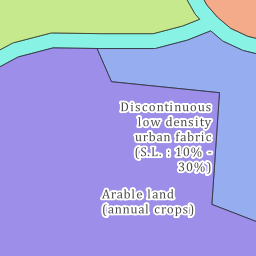 Discontinuous
low density
urban fabric
(S.L. : 10% -
30%)
Arable land
(annual crops)